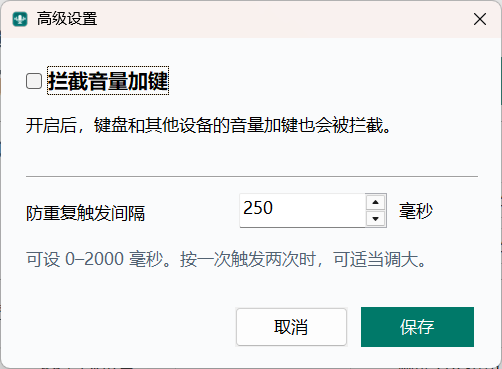 高级设置
拦截音量加键
开启后，键盘和其他设备的音量加键也会被拦截。
防重复触发间隔 250 毫秒
可设 0–2000 毫秒。按一次触发两次时，可适当调大。
取消 保存